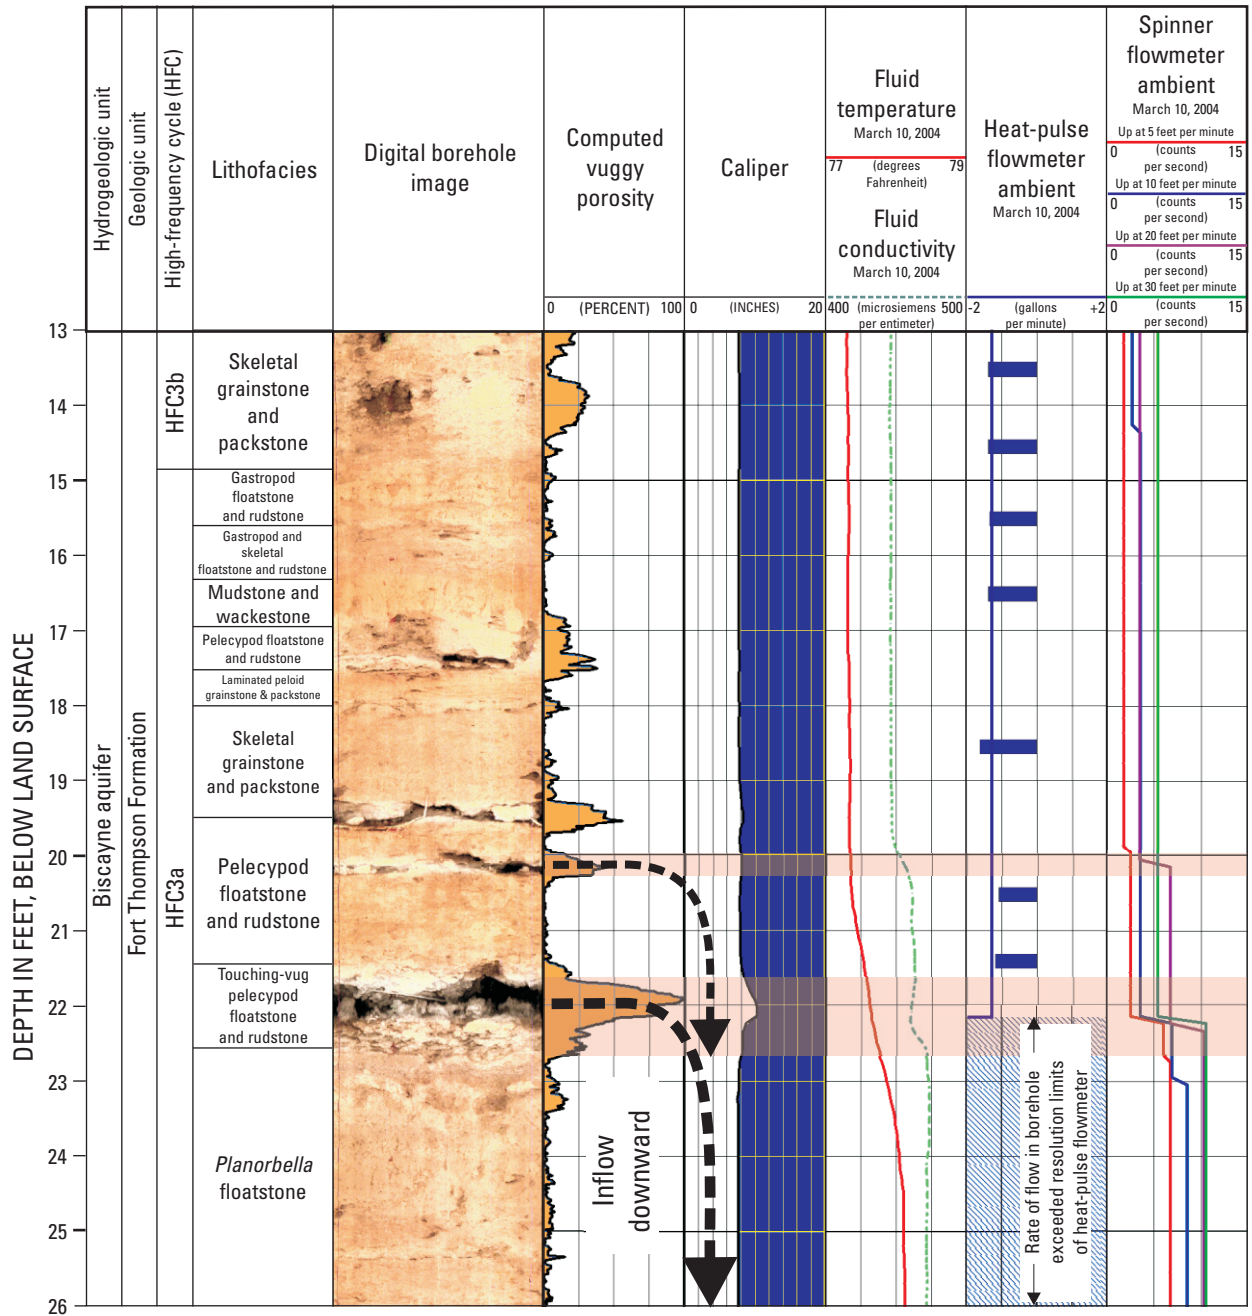 Hydrogeologic unit
Geologic unit
High-frequency cycle (HFC)
Lithofacies
Digital borehole
image
Computed
vuggy
porosity
0 (PERCENT) 100
Caliper
0 (INCHES) 20
Fluid
temperature
March 10, 2004
77 (degrees 79
Fahrenheit)
Fluid
conductivity
March 10, 2004
400 (microsiemens 500
per entimeter)
Heat-pulse
flowmeter
ambient
March 10, 2004
-2 (gallons +2
per minute)
Spinner
flowmeter
ambient
March 10, 2004
Up at 5 feet per minute
0 (counts 15
per second)
Up at 10 feet per minute
0 (counts 15
per second)
Up at 20 feet per minute
0 (counts 15
per second)
Up at 30 feet per minute
0 (counts 15
per second)
DEPTH IN FEET, BELOW LAND SURFACE
13
14
15
16
17
18
19
20
21
22
23
24
25
26
Biscayne aquifer
Fort Thompson Formation
HFC3b
HFC3a
Skeletal
grainstone
and
packstone
Gastropod
floatstone
and rudstone
Gastropod and
skeletal
floatstone and rudstone
Mudstone and
wackestone
Pelecypod floatstone
and rudstone
Laminated peloid
grainstone & packstone
Skeletal
grainstone
and packstone
Pelecypod
floatstone
and rudstone
Touching-vug
pelecypod
floatstone
and rudstone
Planorbella
floatstone
Inflow
downward
Rate of flow in borehole
exceeded resolution limits
of heat-pulse flowmeter